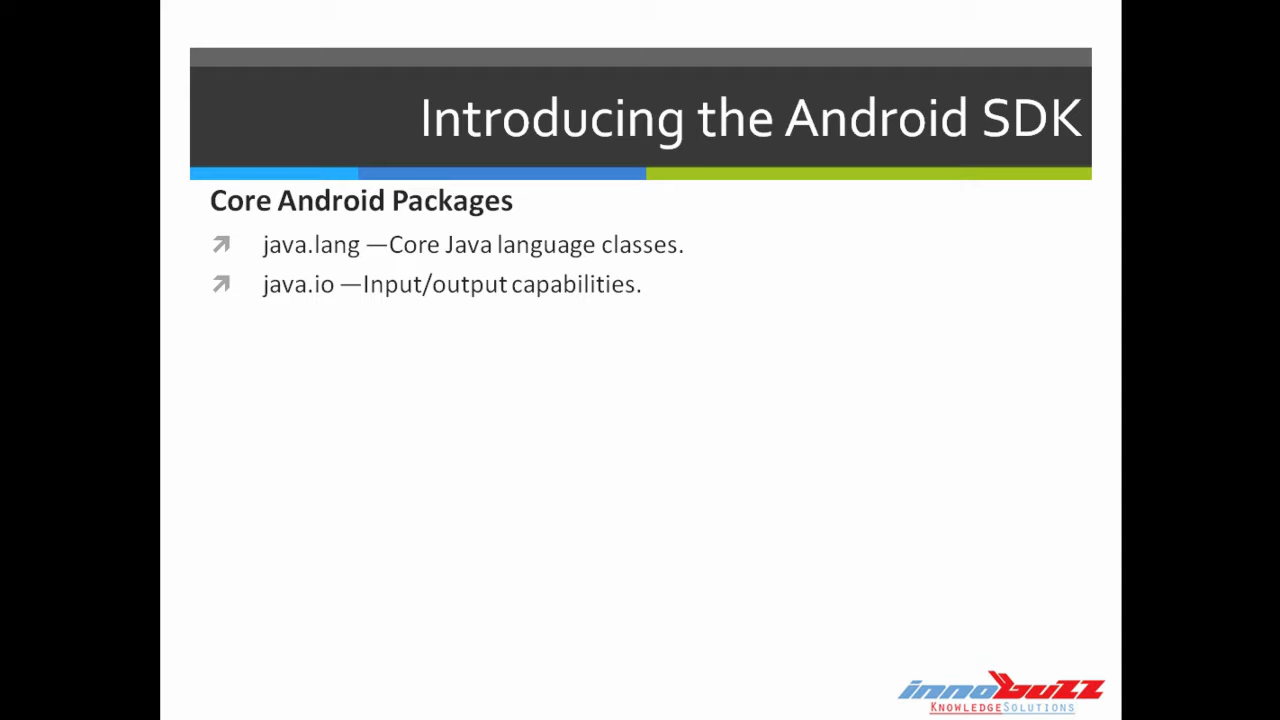 Introducing the Android SDK
Core Android Packages
java.lang —Core Java language classes.
java.io —Input/output capabilities.
innobuzz
KNOWLEDGESOLUTIONS